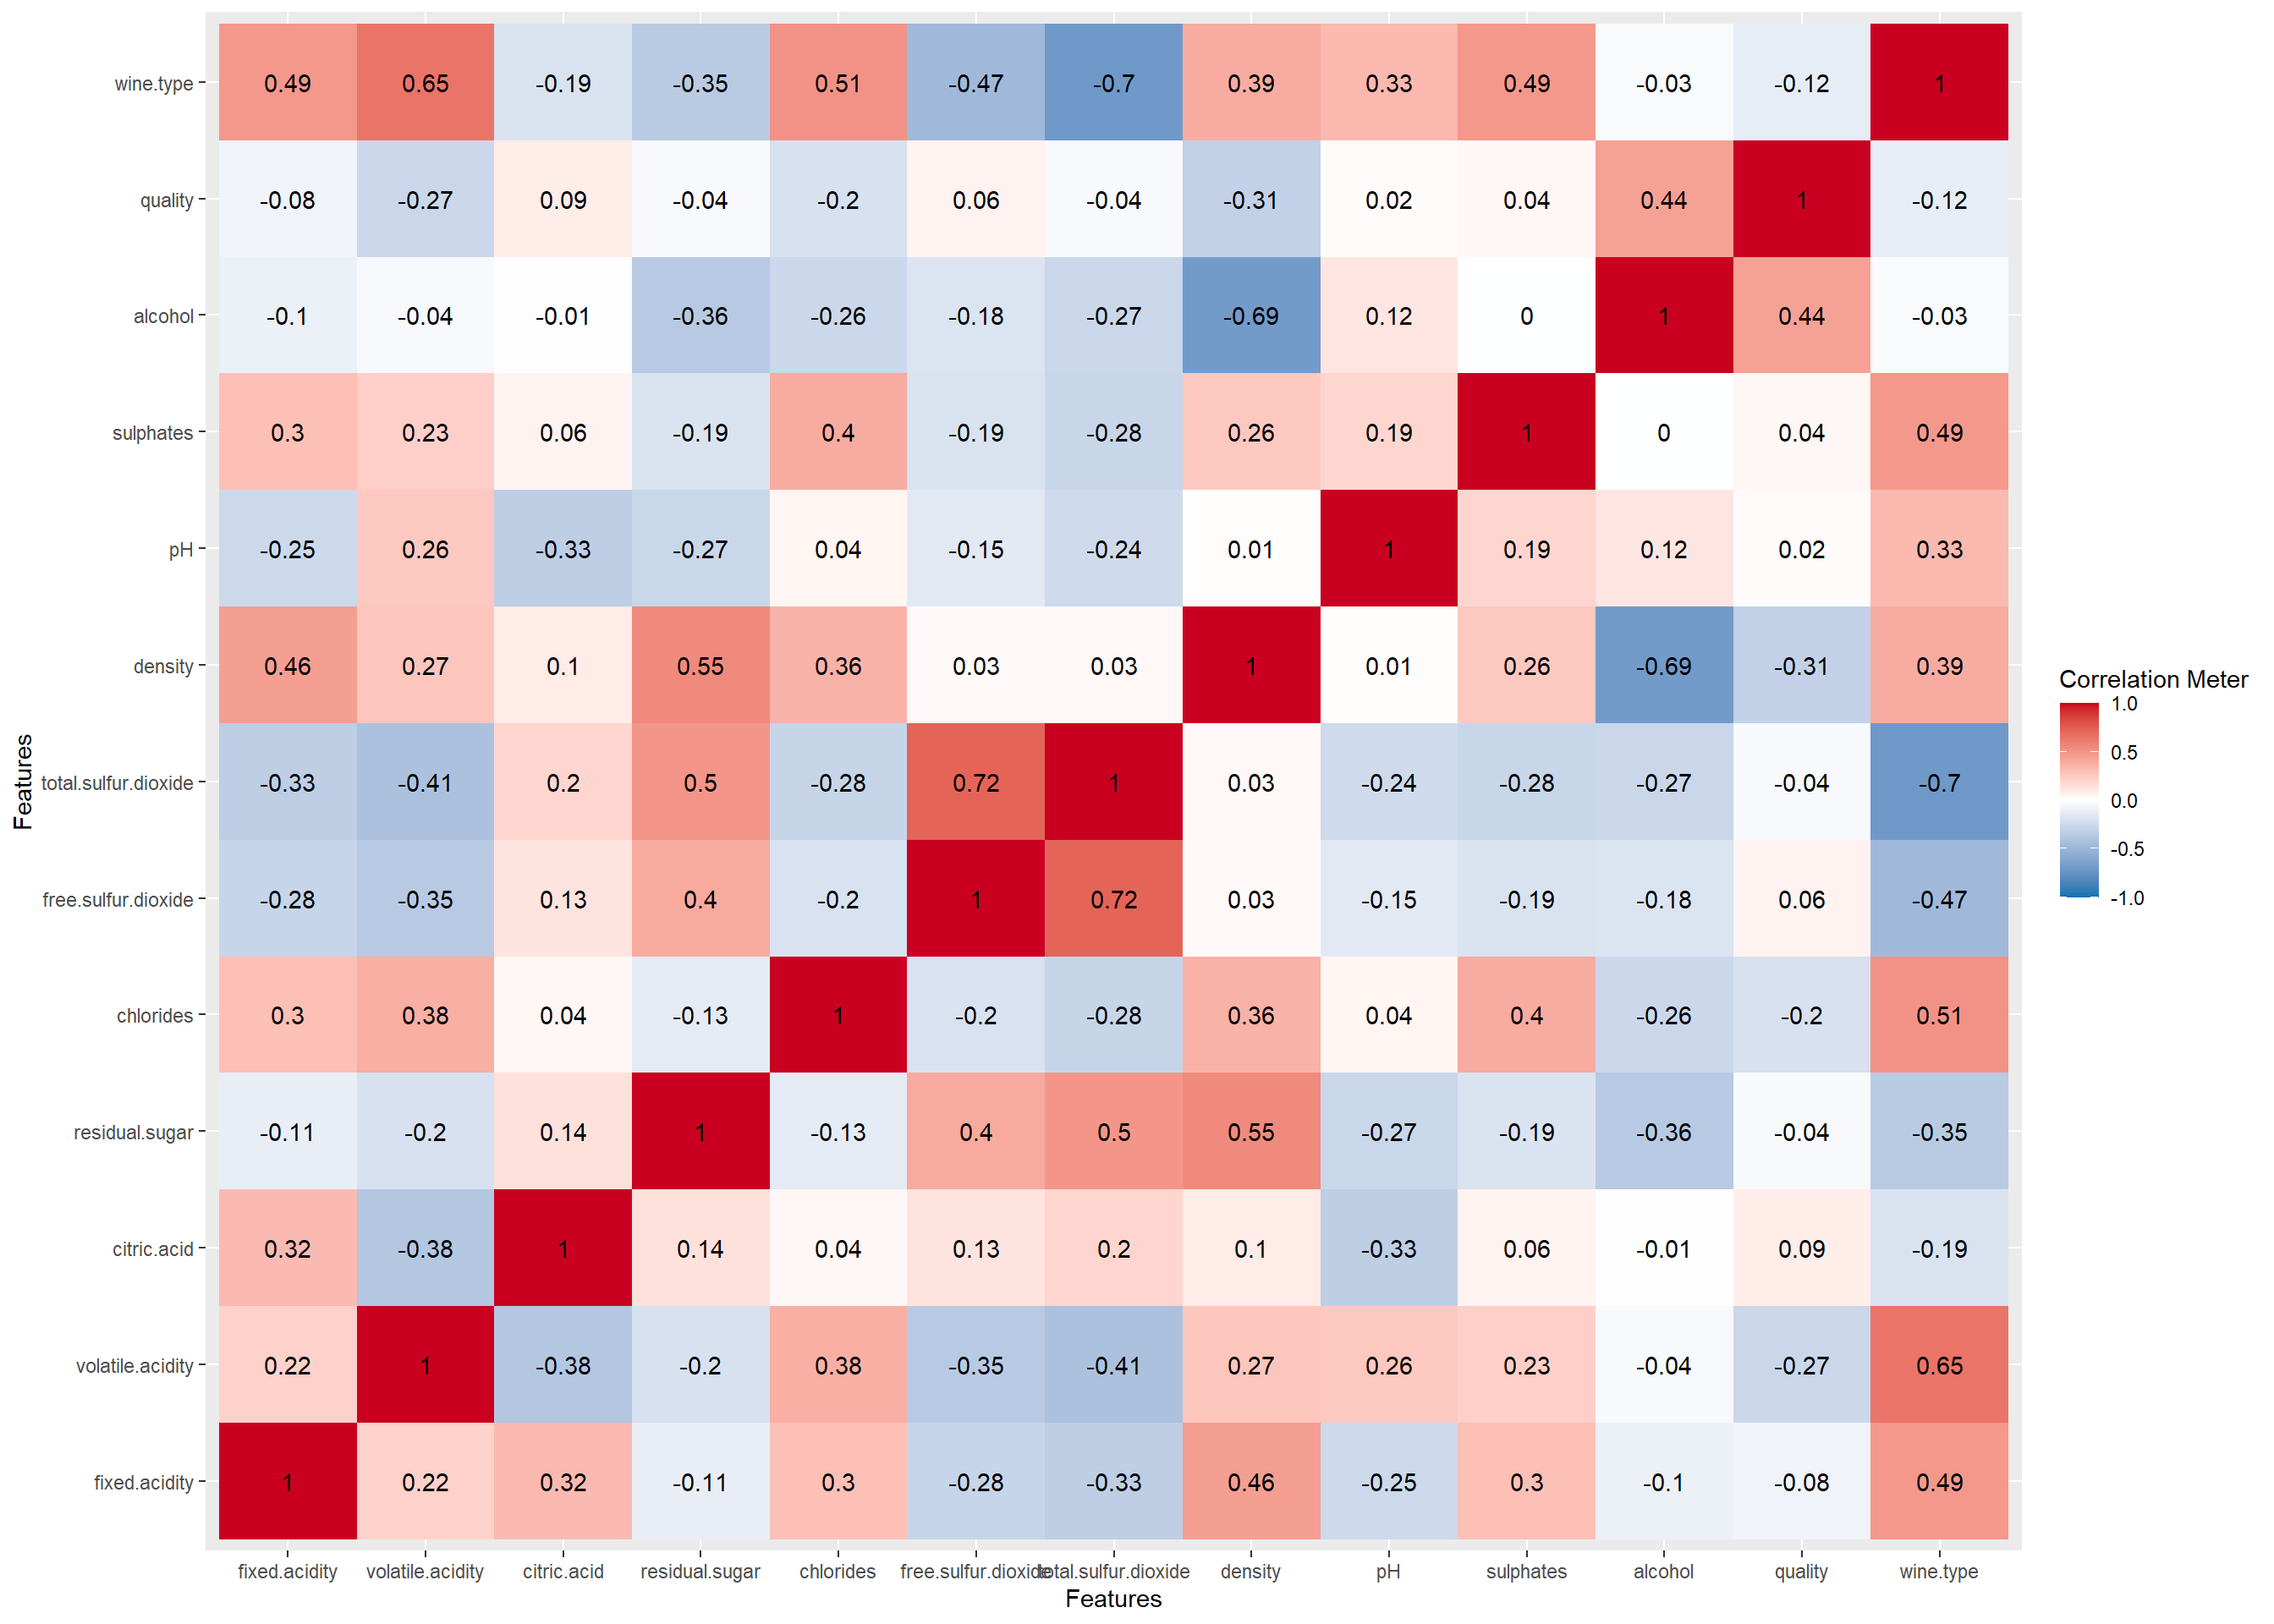 wine.type 0.49 0.65 -0.19 -0.35 0.51 -0.47 -0.7 0.39 0.33 0.49 -0.03 -0.12 1
quality -0.08 -0.27 0.09 -0.04 -0.2 0.06 -0.04 -0.31 0.02 0.04 0.44 1 -0.12
alcohol -0.1 -0.04 -0.01 -0.36 -0.26 -0.18 -0.27 -0.69 0.12 0 1 0.44 -0.03
sulphates 0.3 0.23 0.06 -0.19 0.4 -0.19 -0.28 0.26 0.19 1 0 0.04 0.49
pH -0.25 0.26 -0.33 -0.27 0.04 -0.15 -0.24 0.01 1 0.19 0.12 0.02 0.33
density 0.46 0.27 0.1 0.55 0.36 0.03 0.03 1 0.01 0.26 -0.69 -0.31 0.39
total.sulfur.dioxide -0.33 -0.41 0.2 0.5 -0.28 0.72 1 0.03 -0.24 -0.28 -0.27 -0.04 -0.7
free.sulfur.dioxide -0.28 -0.35 0.13 0.4 -0.2 1 0.72 0.03 -0.15 -0.19 -0.18 0.06 -0.47
chlorides 0.3 0.38 0.04 -0.13 1 -0.2 -0.28 0.36 0.04 0.4 -0.26 -0.2 0.51
residual.sugar -0.11 -0.2 0.14 1 -0.13 0.4 0.5 0.55 -0.27 -0.19 -0.36 -0.04 -0.35
citric.acid 0.32 -0.38 1 0.14 0.04 0.13 0.2 0.1 -0.33 0.06 -0.01 0.09 -0.19
volatile.acidity 0.22 1 -0.38 -0.2 0.38 -0.35 -0.41 0.27 0.26 0.23 -0.04 -0.27 0.65
fixed.acidity 1 0.22 0.32 -0.11 0.3 -0.28 -0.33 0.46 -0.25 0.3 -0.1 -0.08 0.49
fixed.acidity volatile.acidity citric.acid residual.sugar chlorides free.sulfur.dioxide total.sulfur.dioxide density pH sulphates alcohol quality wine.type
Features
Features
Correlation Meter
1.0
0.5
0.0
-0.5
-1.0